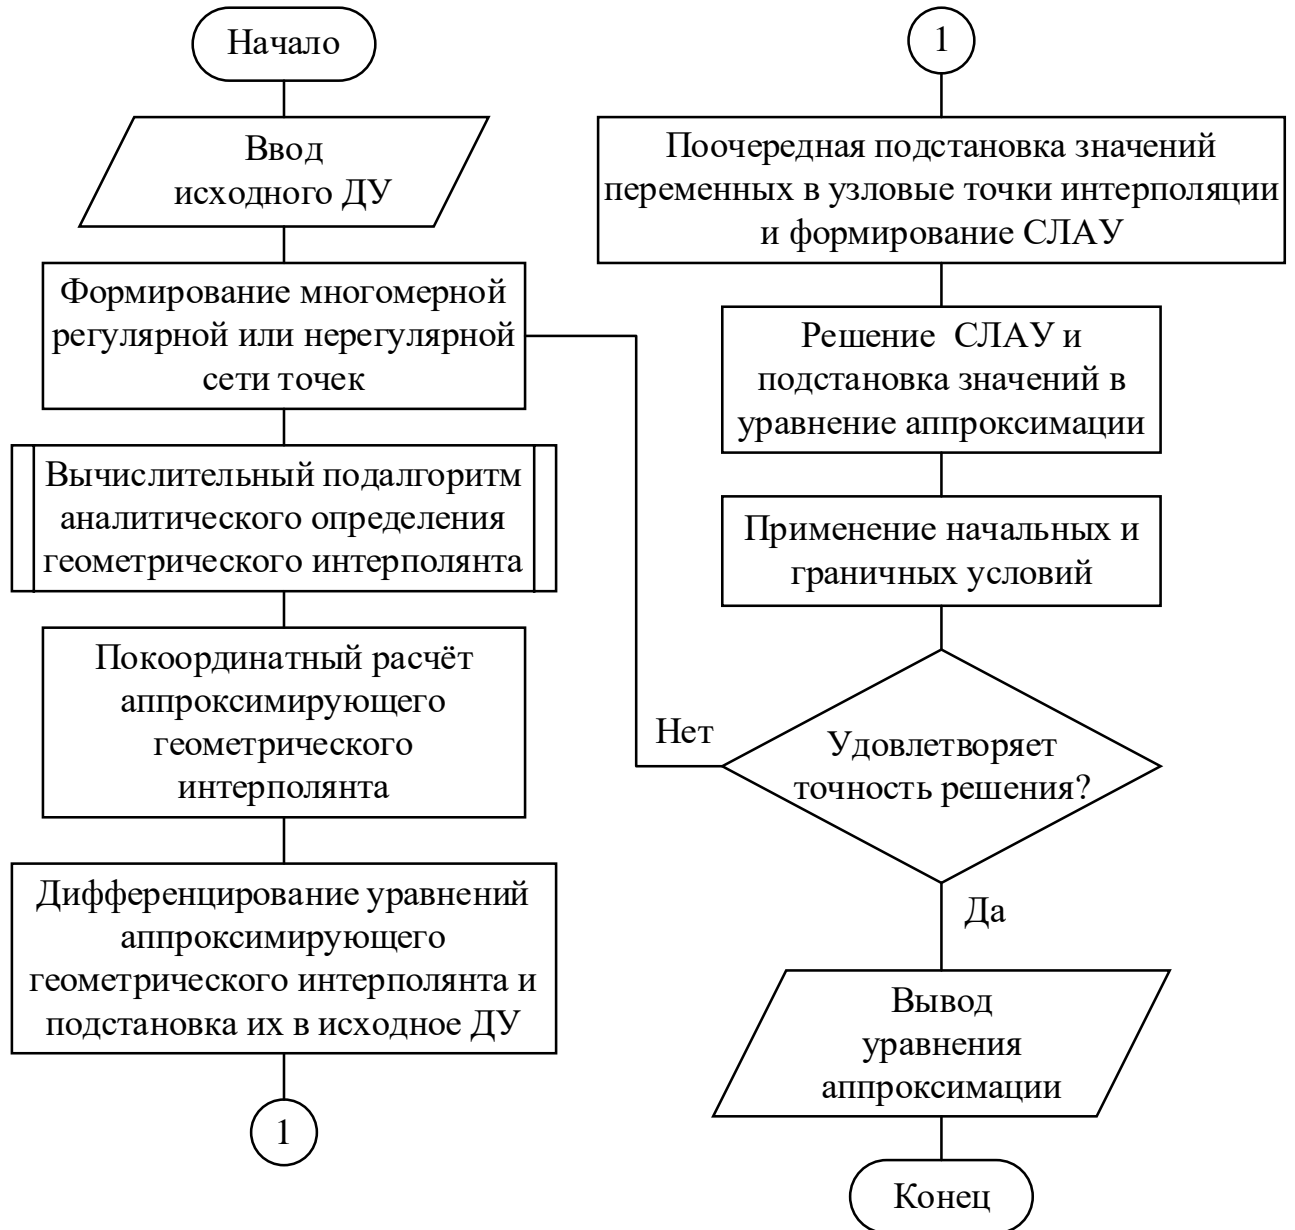 Начало
Ввод
исходного ДУ
Формирование многомерной
регулярной или нерегулярной
сети точек
Вычислительный подалгоритм
аналитического определения
геометрического интерполянта
Покоординатный расчёт
аппроксимирующего
геометрического
интерполянта
Дифференцирование уравнений
аппроксимирующего
геометрического интерполянта и
подстановка их в исходное ДУ
1
1
Поочередная подстановка значений
переменных в узловые точки интерполяции
и формирование СЛАУ
Решение СЛАУ и
подстановка значений в
уравнение аппроксимации
Применение начальных и
граничных условий
Удовлетворяет
точность решения?
Нет
Да
Вывод
уравнения
аппроксимации
Конец